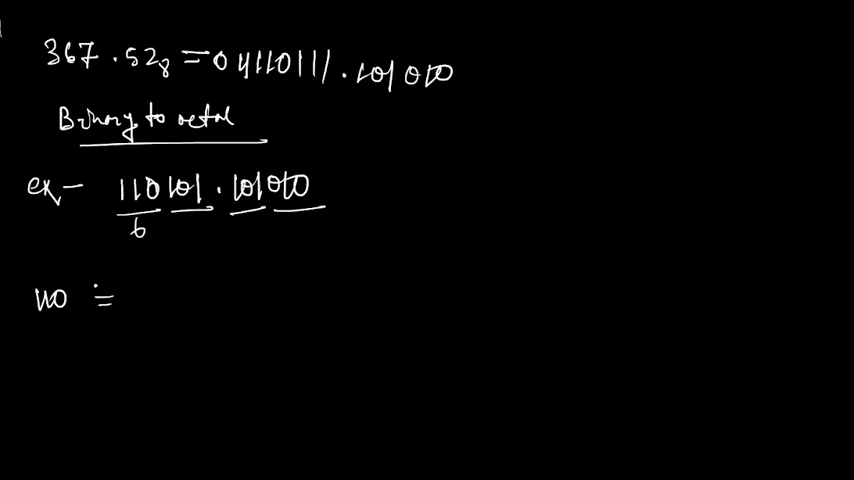 367.52₈ = 011110111.101010
Binary to octal
ex- 110101.101010
6
110 =